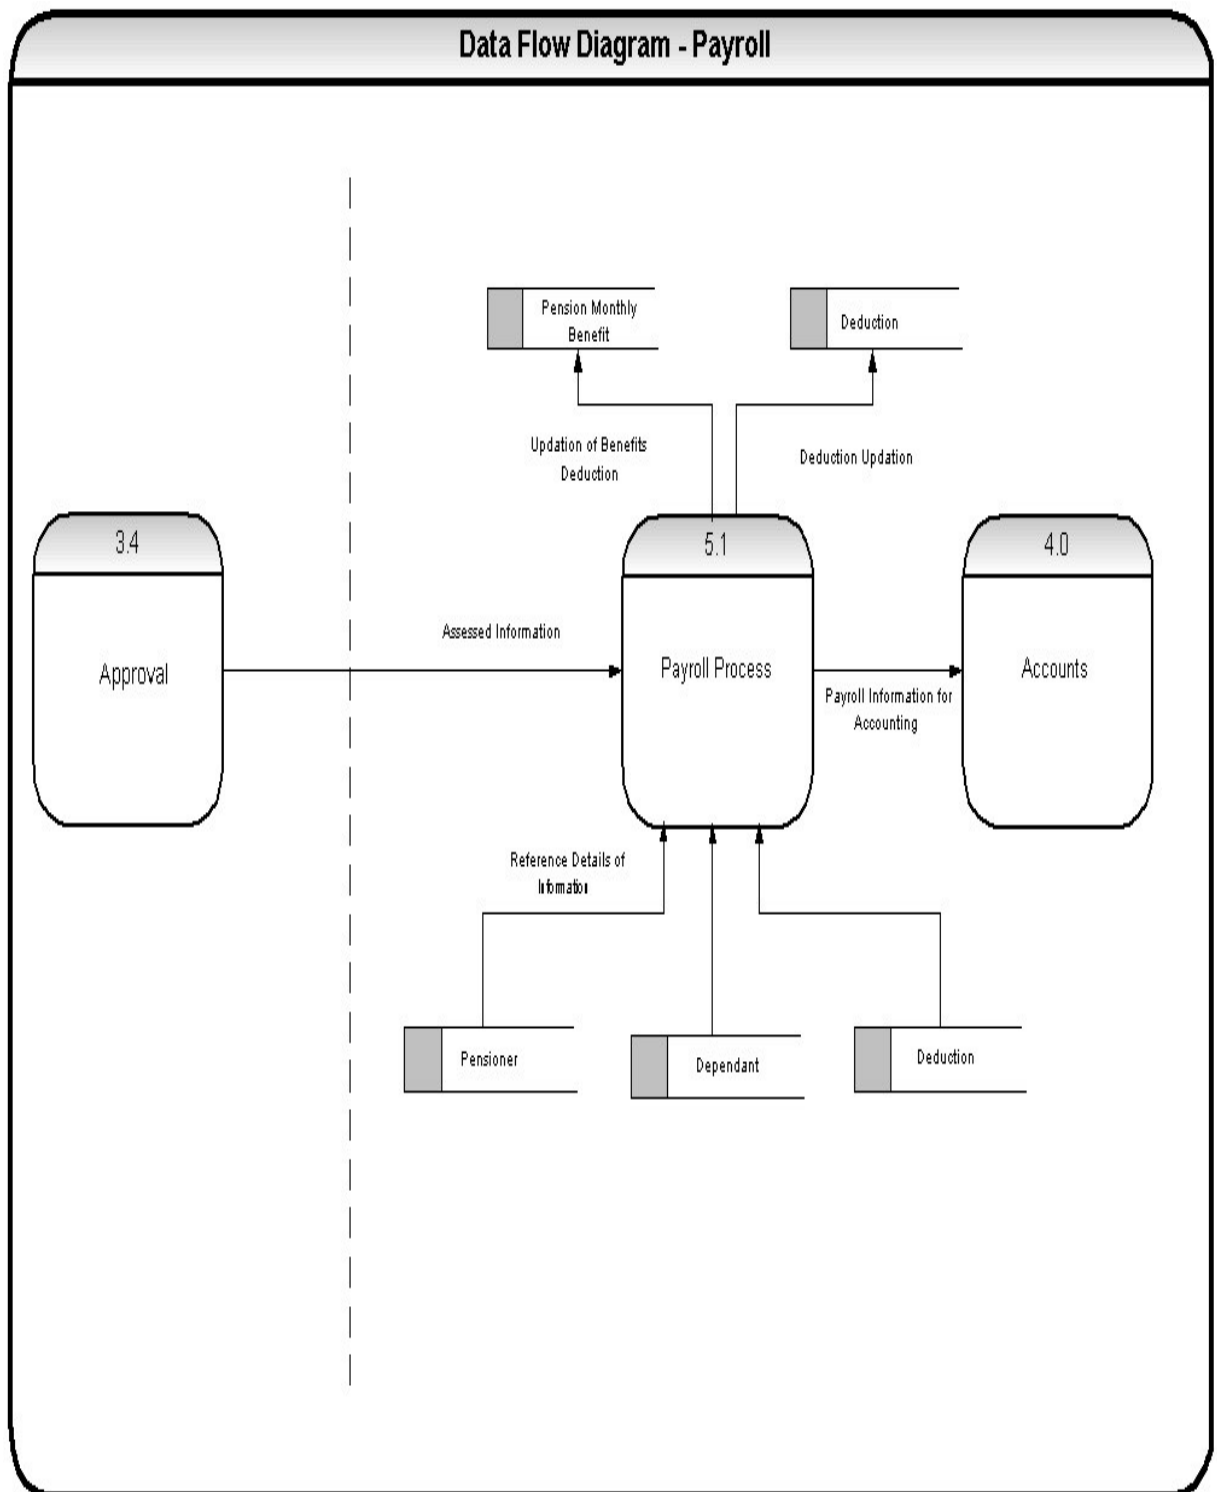 Data Flow Diagram - Payroll
Pension Monthly
Benefit
Deduction
Updation of Benefits
Deduction
Deduction Updation
3.4
5.1
4.0
Assessed Information
Approval
Payroll Process
Accounts
Payroll Information for
Accounting
Reference Details of
Information
Pensioner
Dependant
Deduction